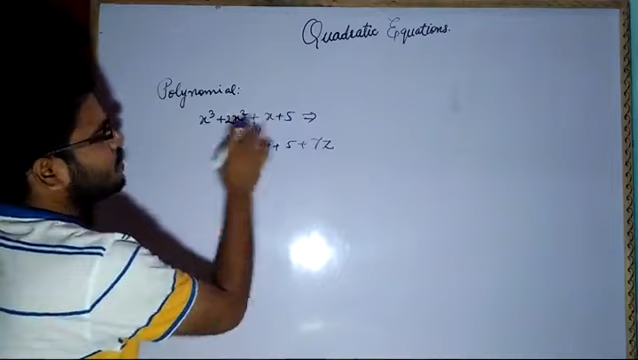 Quadratic Equations.
Polynomial:
x³ + 2x² + x + 5 ⇒
+ 5 + 7z